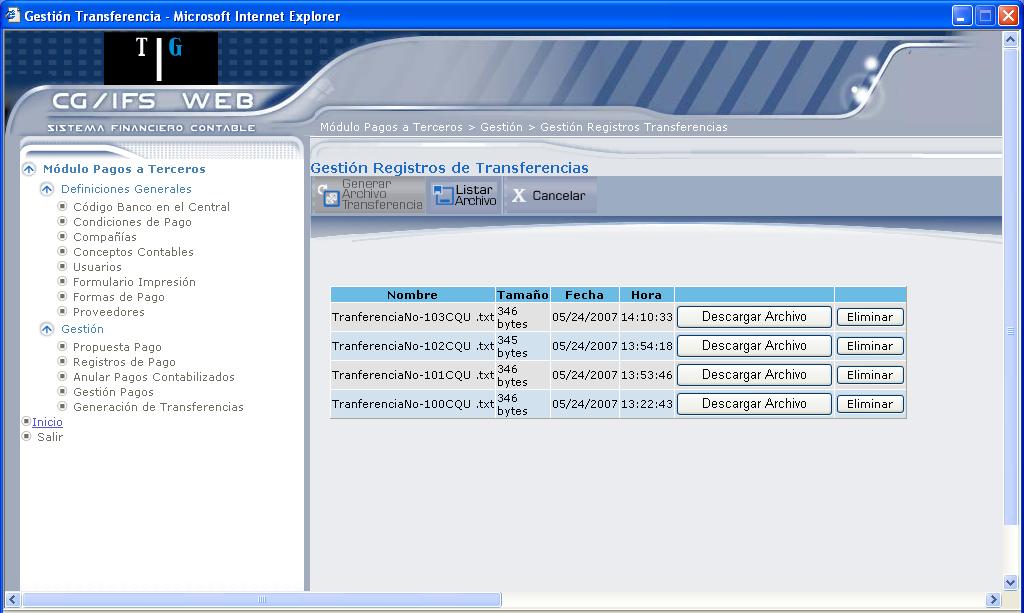 Gestión Transferencia - Microsoft Internet Explorer
T G
CG/IFS WEB
SISTEMA FINANCIERO CONTABLE
Módulo Pagos a Terceros > Gestión > Gestión Registros Transferencias
Módulo Pagos a Terceros
Definiciones Generales
Código Banco en el Central
Condiciones de Pago
Compañías
Conceptos Contables
Usuarios
Formulario Impresión
Formas de Pago
Proveedores
Gestión
Propuesta Pago
Registros de Pago
Anular Pagos Contabilizados
Gestión Pagos
Generación de Transferencias
Inicio
Salir
Gestión Registros de Transferencias
Generar
Archivo
Transferencia
Listar
Archivo
X Cancelar
Nombre Tamaño Fecha Hora
TranferenciaNo-103CQU .txt 346 bytes 05/24/2007 14:10:33 Descargar Archivo Eliminar
TranferenciaNo-102CQU .txt 345 bytes 05/24/2007 13:54:18 Descargar Archivo Eliminar
TranferenciaNo-101CQU .txt 346 bytes 05/24/2007 13:53:46 Descargar Archivo Eliminar
TranferenciaNo-100CQU .txt 346 bytes 05/24/2007 13:22:43 Descargar Archivo Eliminar